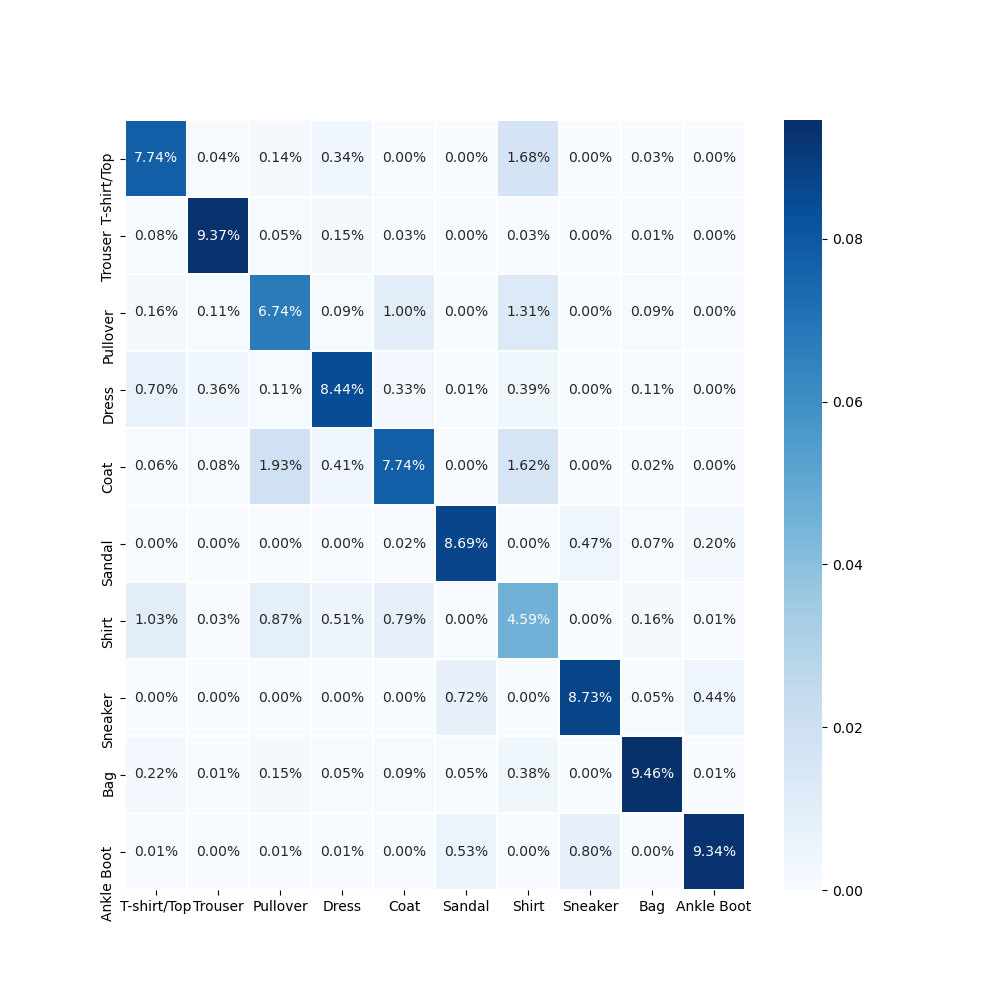 T-shirt/Top 7.74% 0.04% 0.14% 0.34% 0.00% 0.00% 1.68% 0.00% 0.03% 0.00%
Trouser 0.08% 9.37% 0.05% 0.15% 0.03% 0.00% 0.03% 0.00% 0.01% 0.00%
Pullover 0.16% 0.11% 6.74% 0.09% 1.00% 0.00% 1.31% 0.00% 0.09% 0.00%
Dress 0.70% 0.36% 0.11% 8.44% 0.33% 0.01% 0.39% 0.00% 0.11% 0.00%
Coat 0.06% 0.08% 1.93% 0.41% 7.74% 0.00% 1.62% 0.00% 0.02% 0.00%
Sandal 0.00% 0.00% 0.00% 0.00% 0.02% 8.69% 0.00% 0.47% 0.07% 0.20%
Shirt 1.03% 0.03% 0.87% 0.51% 0.79% 0.00% 4.59% 0.00% 0.16% 0.01%
Sneaker 0.00% 0.00% 0.00% 0.00% 0.00% 0.72% 0.00% 8.73% 0.05% 0.44%
Bag 0.22% 0.01% 0.15% 0.05% 0.09% 0.05% 0.38% 0.00% 9.46% 0.01%
Ankle Boot 0.01% 0.00% 0.01% 0.01% 0.00% 0.53% 0.00% 0.80% 0.00% 9.34%
T-shirt/Top Trouser Pullover Dress Coat Sandal Shirt Sneaker Bag Ankle Boot
0.08
0.06
0.04
0.02
0.00